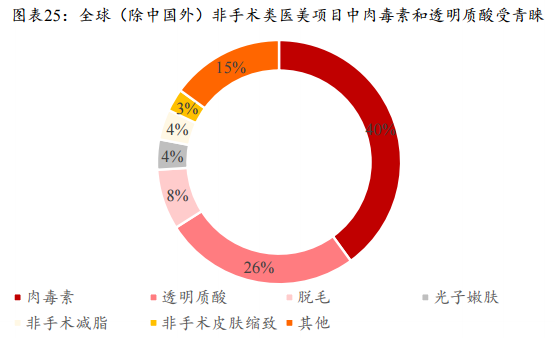 图表25：全球（除中国外）非手术类医美项目中肉毒素和透明质酸受青睐
15%
3%
4%
4%
8%
40%
26%
肉毒素 透明质酸 脱毛 光子嫩肤
非手术减脂 非手术皮肤缩致 其他